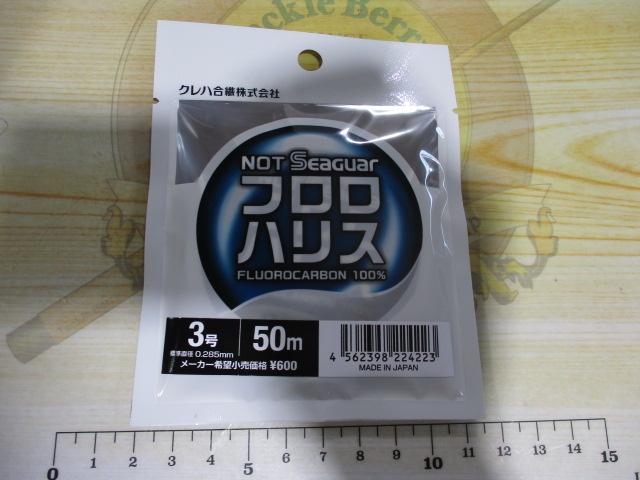 ckle Berry
クレハ合繊株式会社
NOT Seaguar
フロロ
ハリス
FLUOROCARBON 100%
3号 50m
標準直径 0.285mm
メーカー希望小売価格 ¥600
4 562398 224223
MADE IN JAPAN
0 1 2 3 4 5 6 7 8 9 10 11 12 13 14 15